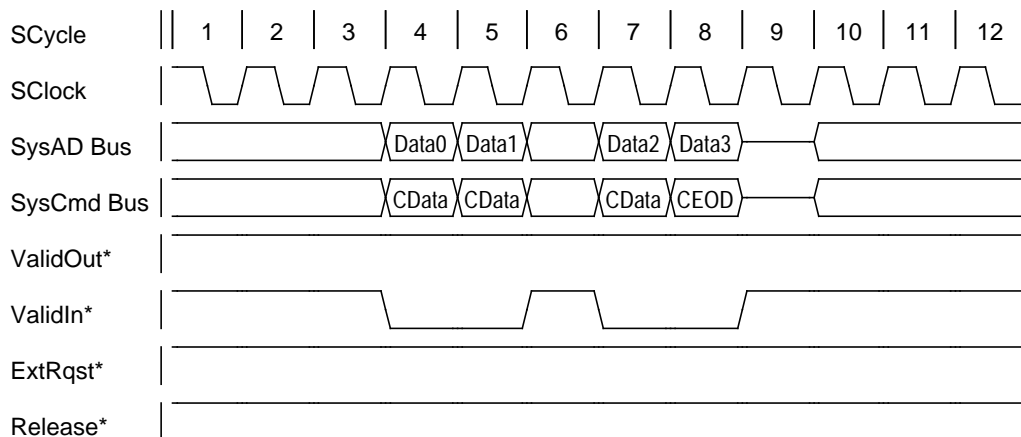 SCycle 1 2 3 4 5 6 7 8 9 10 11 12
SClock
SysAD Bus Data0 Data1 Data2 Data3
SysCmd Bus CData CData CData CEOD
ValidOut*
ValidIn*
ExtRqst*
Release*